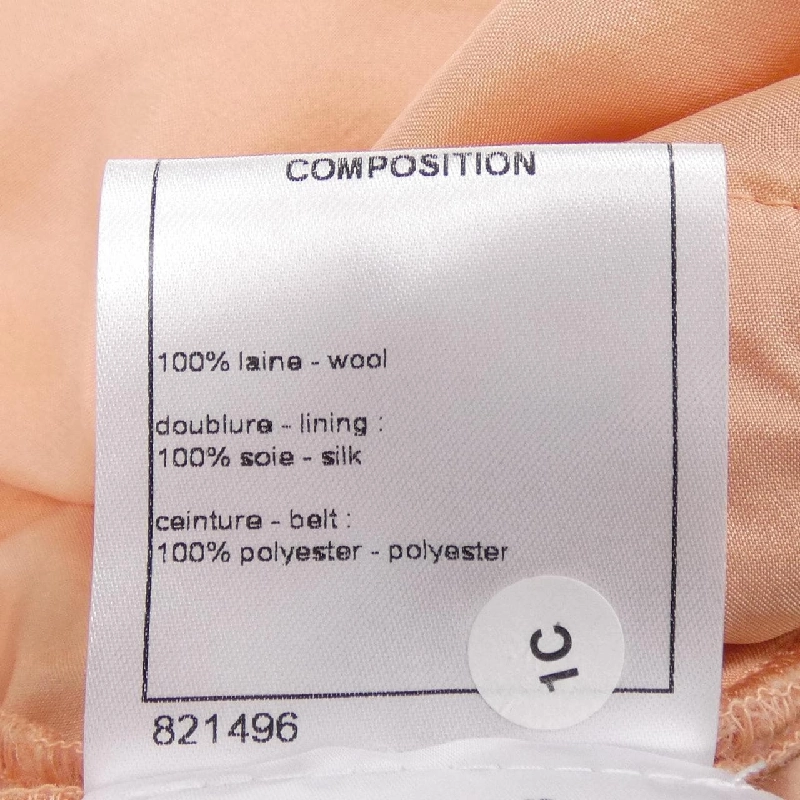 COMPOSITION
100% laine - wool
doublure - lining :
100% soie - silk
ceinture - belt :
100% polyester - polyester
1C
821496